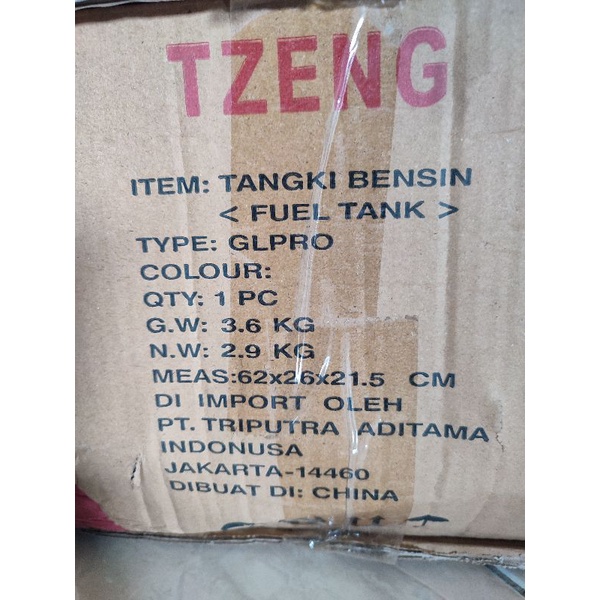 TZENG
ITEM: TANGKI BENSIN
< FUEL TANK >
TYPE: GLPRO
COLOUR:
QTY: 1 PC
G.W: 3.6 KG
N.W: 2.9 KG
MEAS:62x26x21.5 CM
DI IMPORT OLEH
PT. TRIPUTRA ADITAMA
INDONUSA
JAKARTA-14460
DIBUAT DI: CHINA